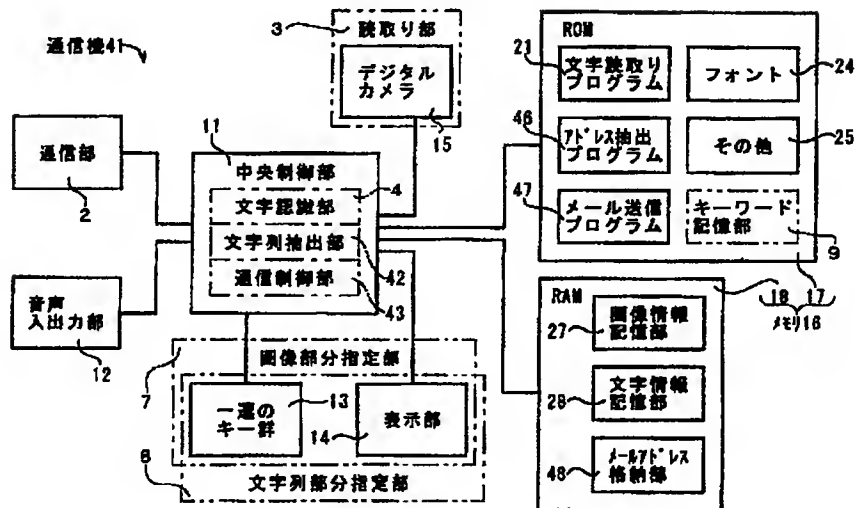 通信機41
3
読取り部
デジタル
カメラ
15
通信部
2
音声
入出力部
12
11
中央制御部
4
文字認識部
文字列抽出部
42
通信制御部
43
7
画像部分指定部
一連の
キー群
13
表示部
14
8
文字列部分指定部
ROM
21
文字読取り
プログラム
フォント
24
46
アドレス抽出
プログラム
その他
25
47
メール送信
プログラム
キーワード
記憶部
9
17
18
メモリ16
RAM
27
画像情報
記憶部
28
文字情報
記憶部
48
メールアドレス
格納部